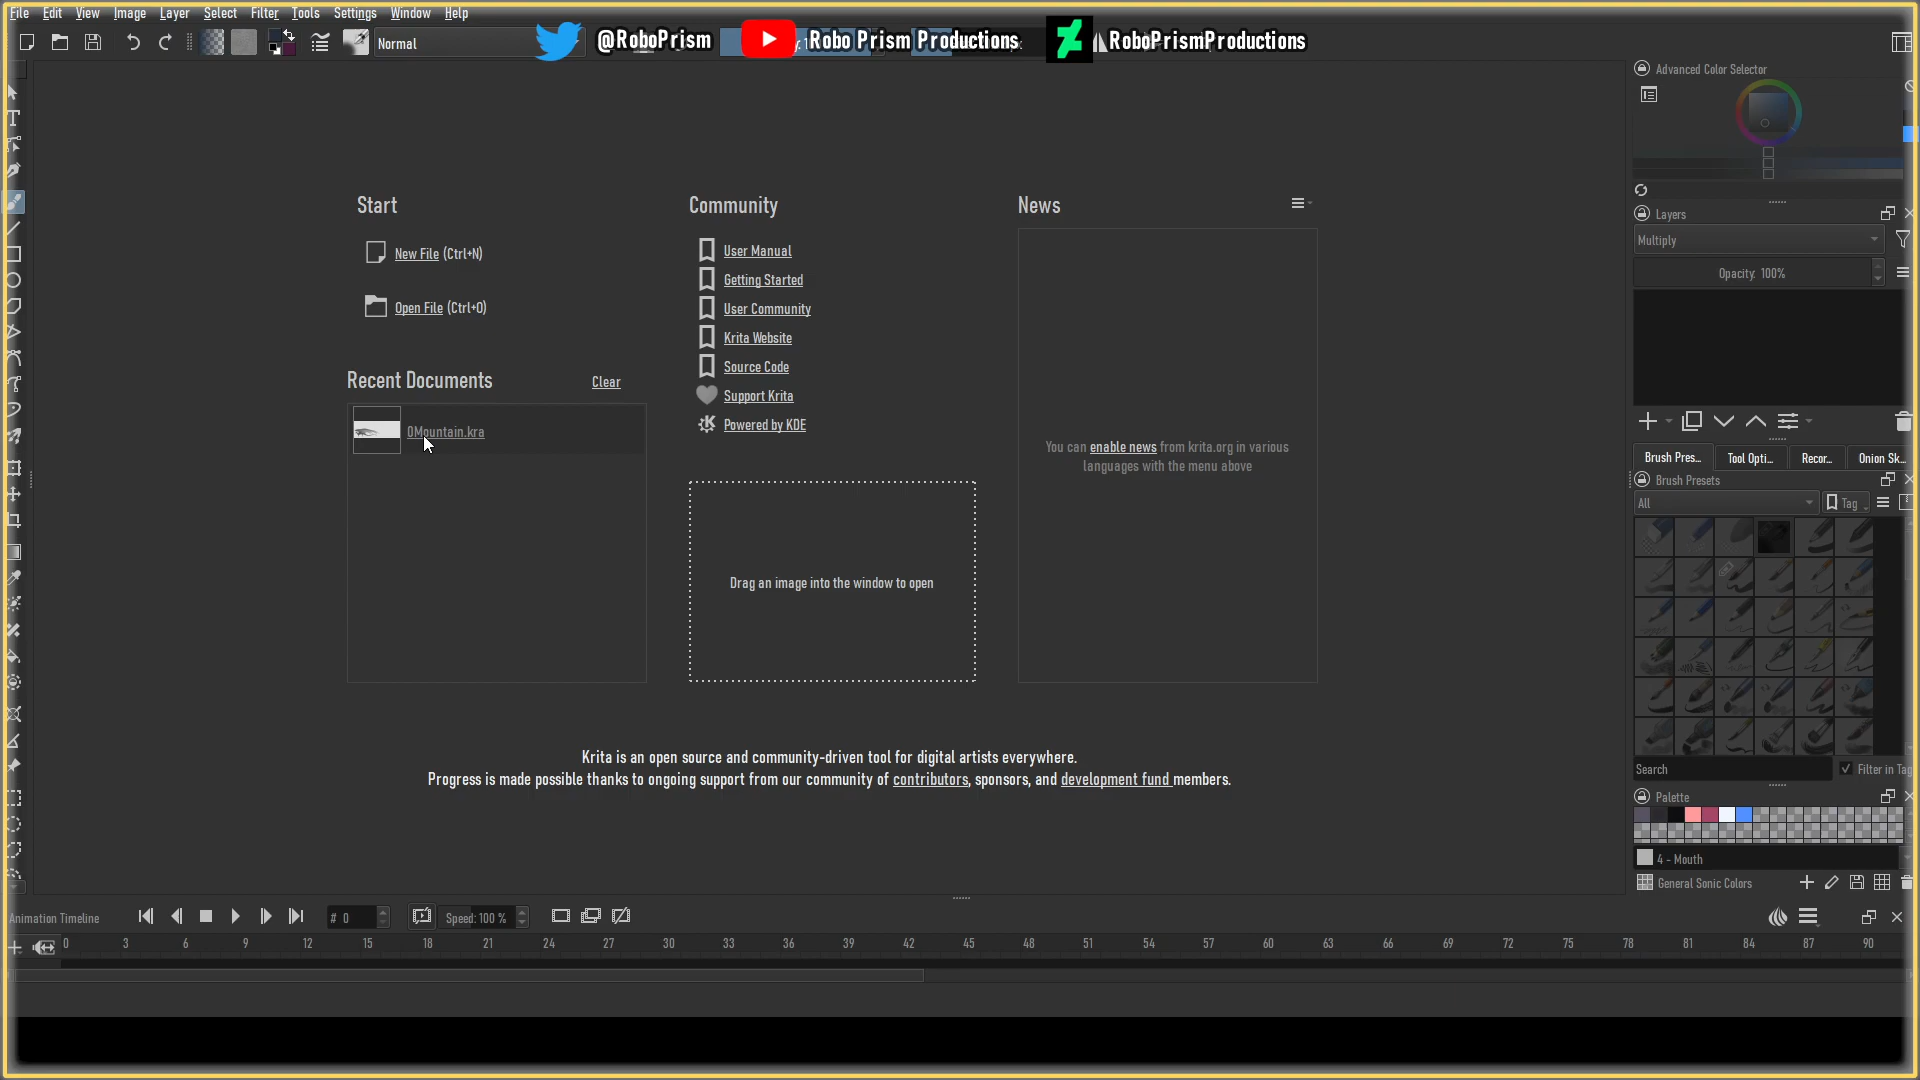 File Edit View Image Layer Select Filter Tools Settings Window Help
Normal
@RoboPrism
Robo Prism Productions
RoboPrismProductions
Advanced Color Selector
Start
New File (Ctrl+N)
Open File (Ctrl+O)
Recent Documents
Clear
0Mountain.kra
Community
User Manual
Getting Started
User Community
Krita Website
Source Code
Support Krita
Powered by KDE
Drag an image into the window to open
News
You can enable news from krita.org in various
languages with the menu above
Krita is an open source and community-driven tool for digital artists everywhere.
Progress is made possible thanks to ongoing support from our community of contributors, sponsors, and development fund members.
Layers
Multiply
Opacity: 100%
Brush Pres... Tool Opti... Recor... Onion Sk...
Brush Presets
All
Tag
Search
Filter in Tag
Palette
4 - Mouth
General Sonic Colors
Animation Timeline
# 0
Speed: 100 %
0 3 6 9 12 15 18 21 24 27 30 33 36 39 42 45 48 51 54 57 60 63 66 69 72 75 78 81 84 87 90